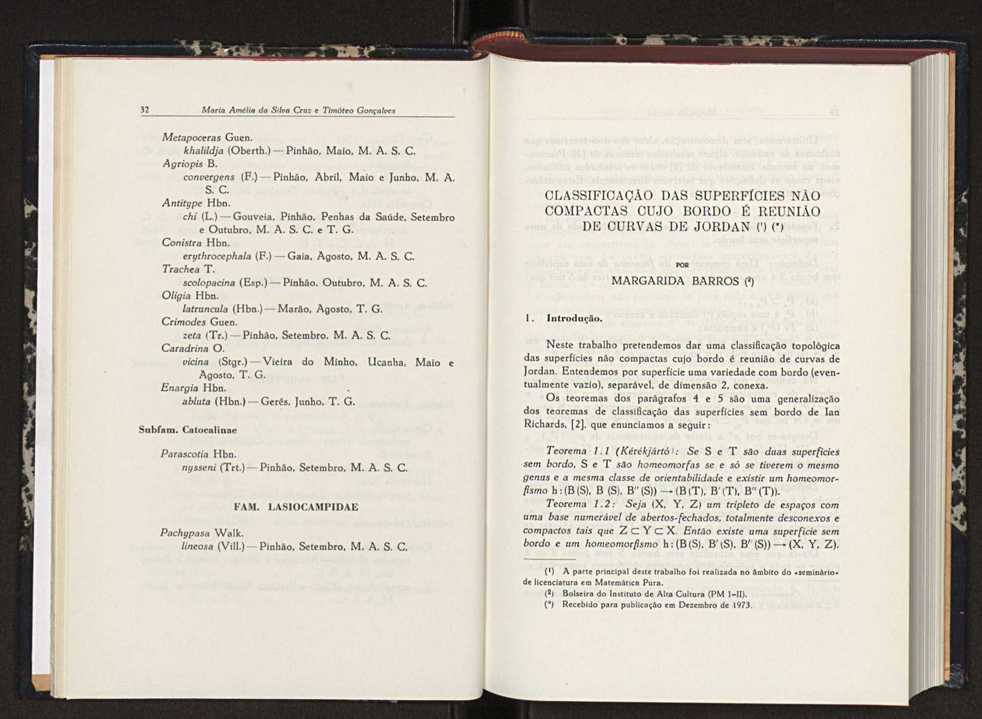 32 Maria Amélia da Silva Cruz e Timóteo Gonçalves
Metapoceras Guen.
khalildja (Oberth.) — Pinhão, Maio, M. A. S. C.
Agriopis B.
convergens (F.) — Pinhão, Abril, Maio e Junho, M. A.
S. C.
Antitype Hbn.
chi (L.) — Gouveia, Pinhão, Penhas da Saúde, Setembro
e Outubro, M. A. S. C. e T. G.
Conistra Hbn.
erythrocephala (F.) — Gaia, Agosto, M. A. S. C.
Trachea T.
scolopacina (Esp.) — Pinhão, Outubro, M. A. S. C.
Oligia Hbn.
latruncula (Hbn.) — Marão, Agosto, T. G.
Crimodes Guen.
zeta (Tr.) — Pinhão, Setembro, M. A. S. C.
Caradrina O.
vicina (Stgr.) — Vieira do Minho, Ucanha, Maio e
Agosto, T. G.
Enargia Hbn.
abluta (Hbn.) — Gerês, Junho, T. G.
Subfam. Catocalinae
Parascotia Hbn.
nysseni (Trt.) — Pinhão, Setembro, M. A. S. C.
FAM. LASIOCAMPIDAE
Pachypasa Walk.
lineosa (Vill.) — Pinhão, Setembro, M. A. S. C.
CLASSIFICAÇÃO DAS SUPERFÍCIES NÃO
COMPACTAS CUJO BORDO É REUNIÃO
DE CURVAS DE JORDAN (¹) (*)
POR
MARGARIDA BARROS (²)
1. Introdução.
Neste trabalho pretendemos dar uma classificação topológica
das superfícies não compactas cujo bordo é reunião de curvas de
Jordan. Entendemos por superfície uma variedade com bordo (even-
tualmente vazio), separável, de dimensão 2, conexa.
Os teoremas dos parágrafos 4 e 5 são uma generalização
dos teoremas de classificação das superfícies sem bordo de Ian
Richards, [2], que enunciamos a seguir:
Teorema 1.1 (Kérékjártó): Se S e T são duas superfícies
sem bordo, S e T são homeomorfas se e só se tiverem o mesmo
genus e a mesma classe de orientabilidade e existir um homeomor-
fismo h : (B (S), B (S), B'' (S)) → (B (T), B' (T), B'' (T)).
Teorema 1.2: Seja (X, Y, Z) um tripleto de espaços com
uma base numerável de abertos-fechados, totalmente desconexos e
compactos tais que Z ⊂ Y ⊂ X. Então existe uma superfície sem
bordo e um homeomorfismo h : (B (S), B' (S), B'' (S)) → (X, Y, Z).
(¹) A parte principal deste trabalho foi realizada no âmbito do «seminário»
de licenciatura em Matemática Pura.
(²) Bolseira do Instituto de Alta Cultura (PM 1-II).
(*) Recebido para publicação em Dezembro de 1973.